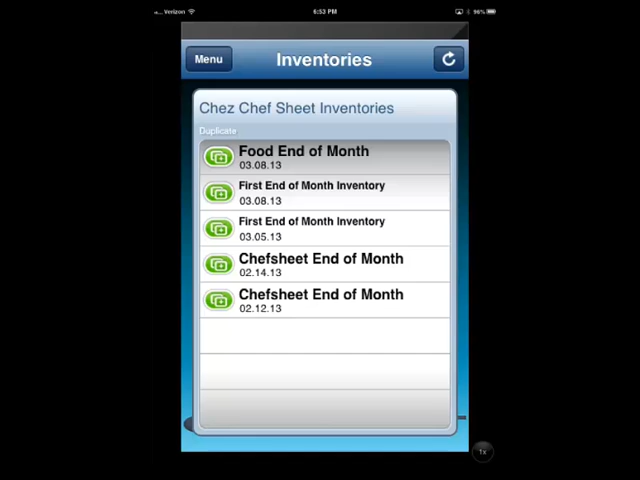 Verizon 6:53 PM 96%
Menu Inventories
Chez Chef Sheet Inventories
Duplicate
Food End of Month
03.08.13
First End of Month Inventory
03.08.13
First End of Month Inventory
03.05.13
Chefsheet End of Month
02.14.13
Chefsheet End of Month
02.12.13
1x